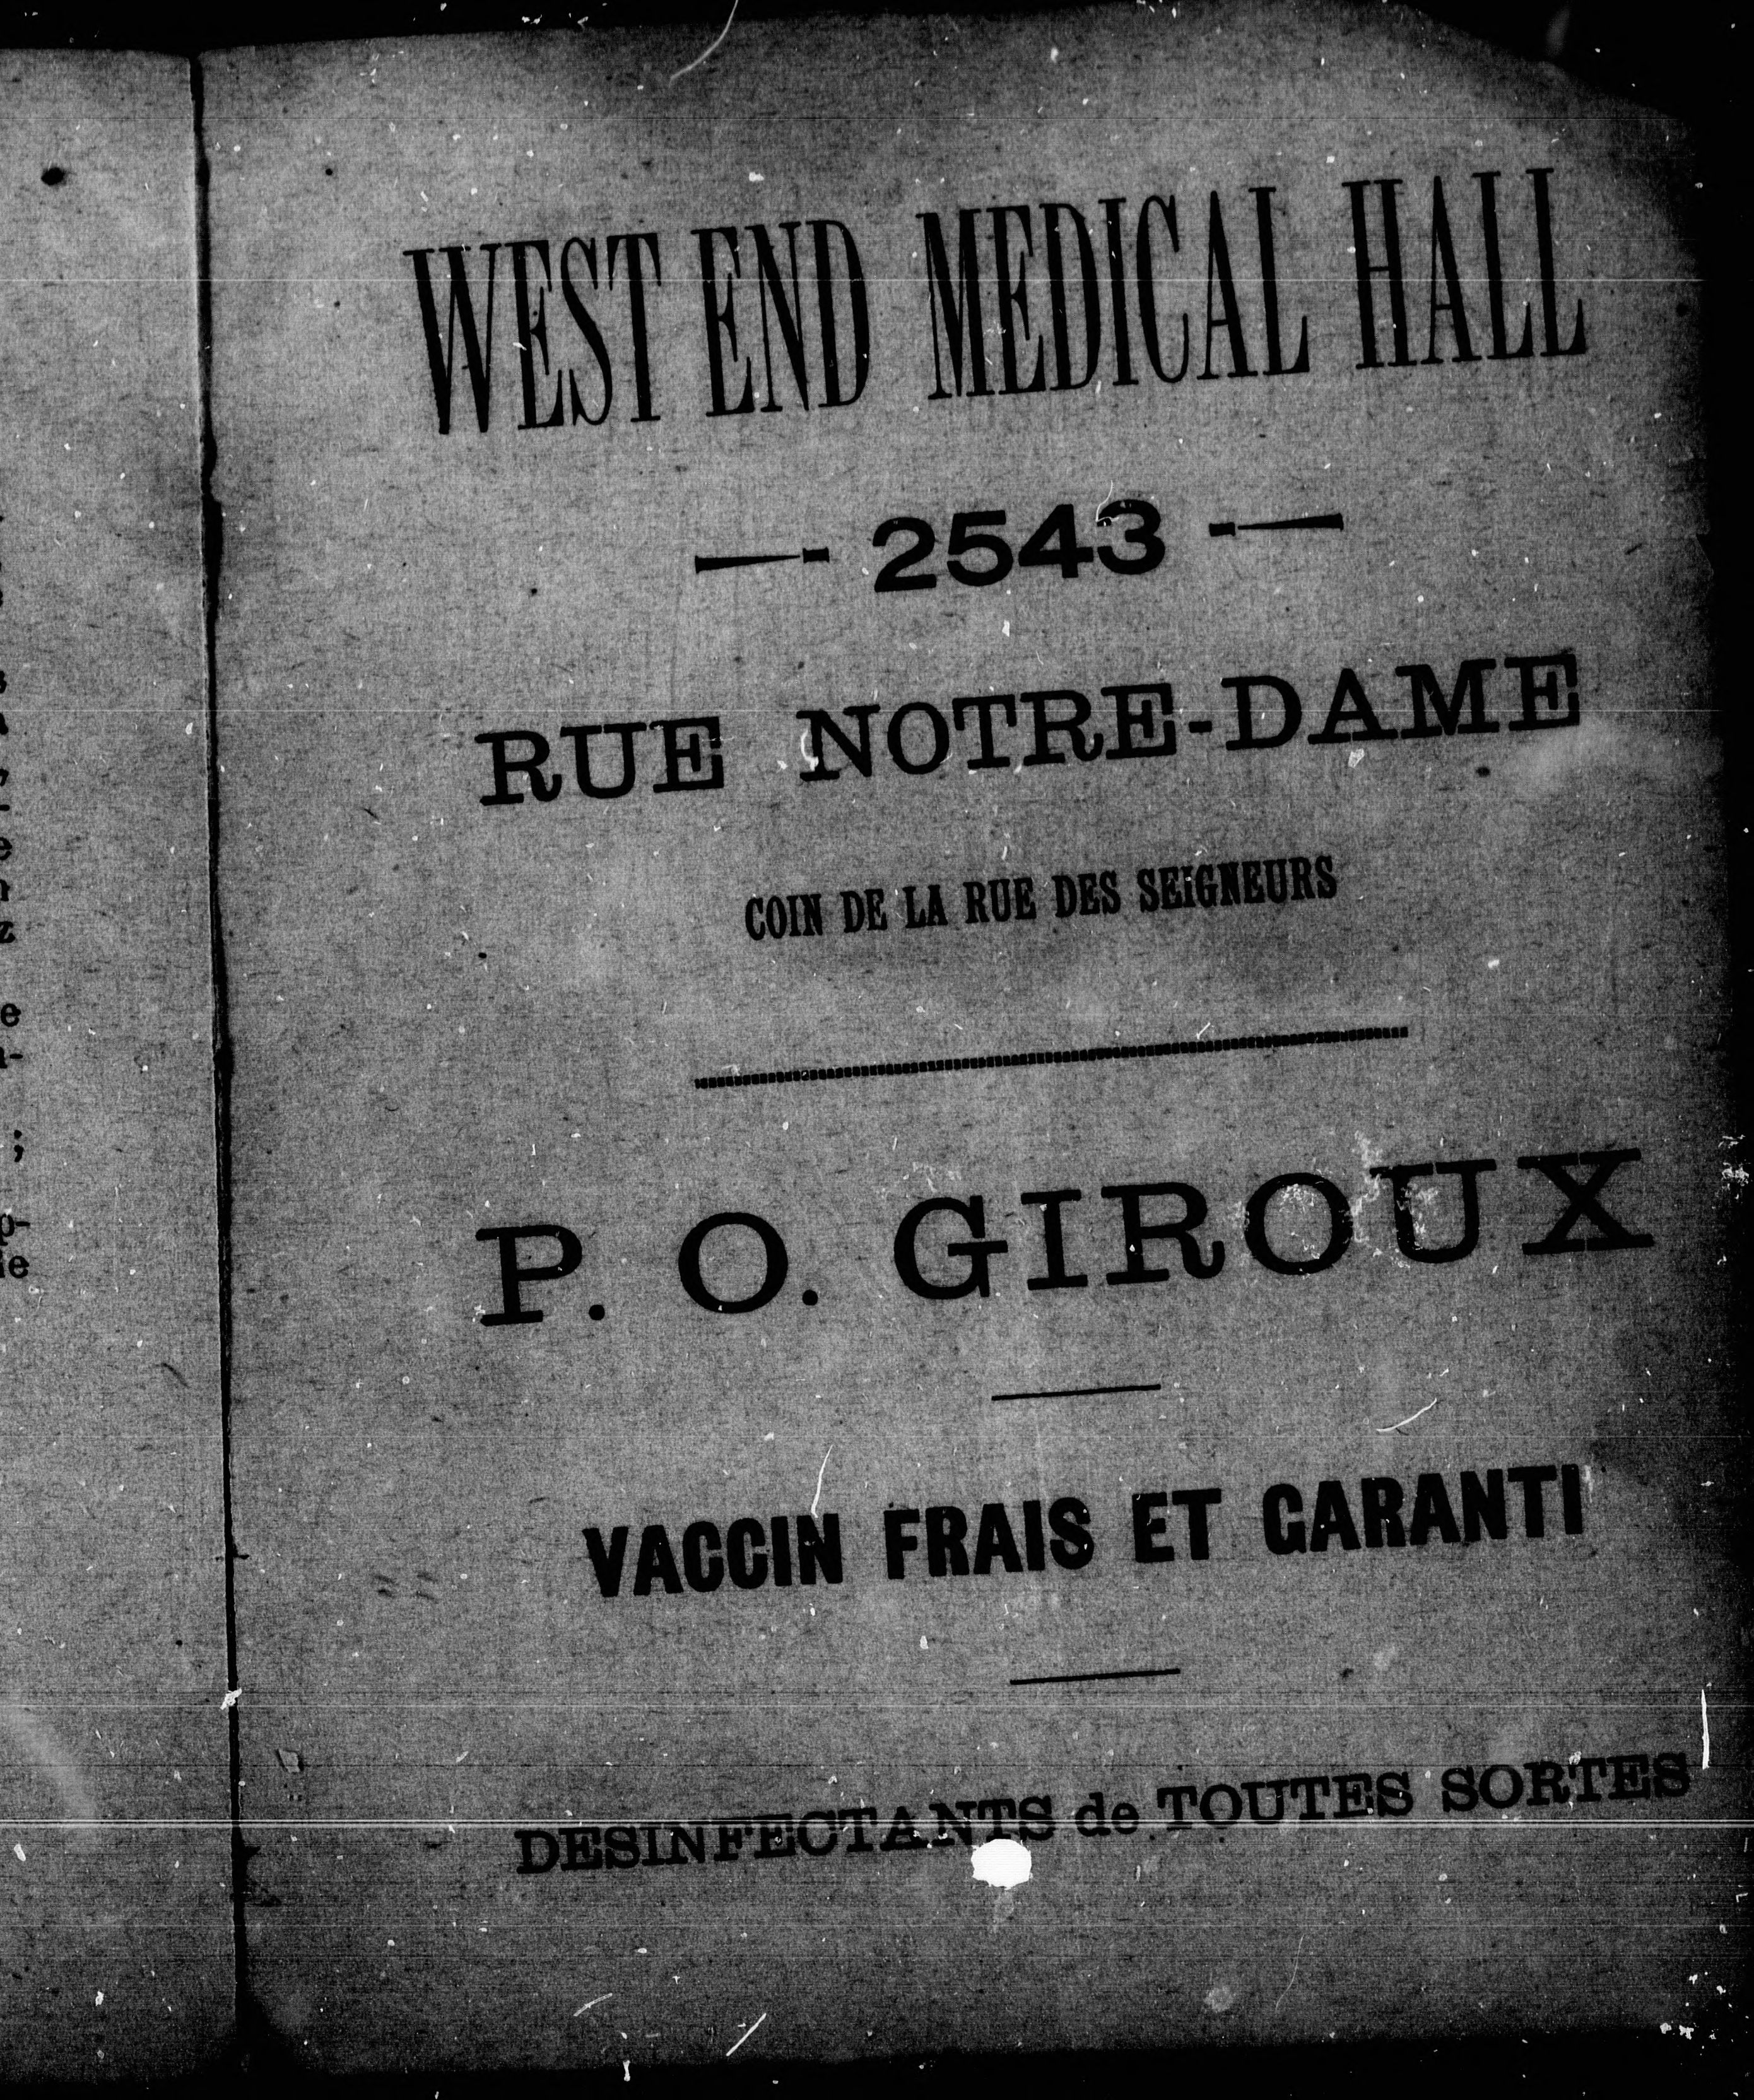 WEST END MEDICAL HALL
2543
RUE NOTRE-DAME
COIN DE LA RUE DES SEIGNEURS
P. O. GIROUX
VACCIN FRAIS ET GARANTI
DESINFECTANTS de TOUTES SORTES